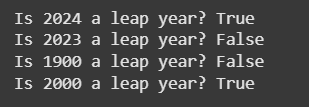 Is 2024 a leap year? True
Is 2023 a leap year? False
Is 1900 a leap year? False
Is 2000 a leap year? True